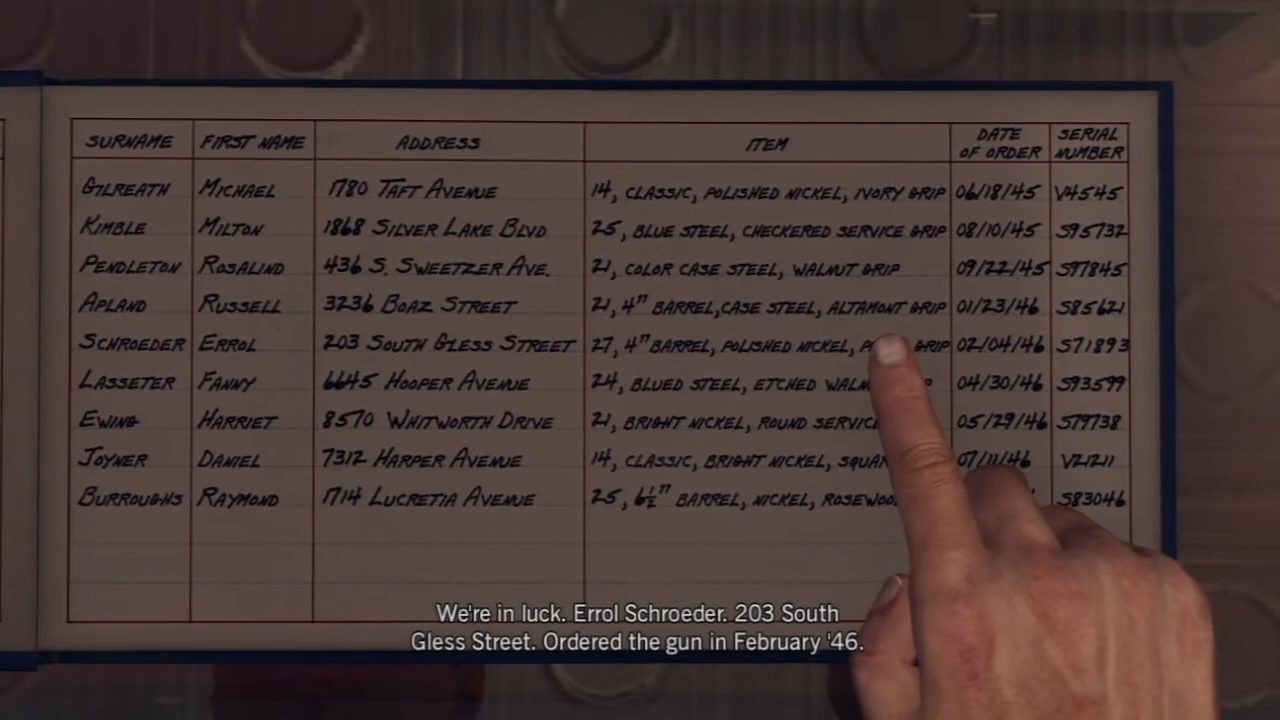 SURNAME FIRST NAME ADDRESS ITEM DATE OF ORDER SERIAL NUMBER
GILREATH MICHAEL 1780 TAFT AVENUE 14, CLASSIC, POLISHED NICKEL, IVORY GRIP 06/18/45 V4545
KIMBLE MILTON 1868 SILVER LAKE BLVD 25, BLUE STEEL, CHECKERED SERVICE GRIP 08/10/45 S95732
PENDLETON ROSALIND 436 S. SWEETZER AVE. 21, COLOR CASE STEEL, WALNUT GRIP 09/22/45 S97845
APLAND RUSSELL 3236 BOAZ STREET 21, 4" BARREL, CASE STEEL, ALTAMONT GRIP 01/23/46 S85621
SCHROEDER ERROL 203 SOUTH GLESS STREET 27, 4" BARREL, POLISHED NICKEL, GRIP 02/04/46 S71893
LASSETER FANNY 6645 HOOPER AVENUE 24, BLUED STEEL, ETCHED 04/30/46 S93599
EWING HARRIET 8570 WHITWORTH DRIVE 21, BRIGHT NICKEL, ROUND SERVICE 05/29/46 S79738
JOYNER DANIEL 7312 HARPER AVENUE 14, CLASSIC, BRIGHT NICKEL, 07/11/46 V21211
BURROUGHS RAYMOND 1714 LUCRETIA AVENUE 25, 6½" BARREL, NICKEL, S83046
We're in luck. Errol Schroeder. 203 South
Gless Street. Ordered the gun in February '46.